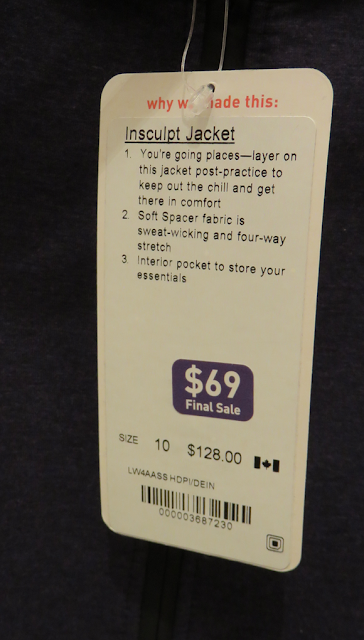 why we made this:
Insculpt Jacket
1. You're going places—layer on
this jacket post-practice to
keep out the chill and get
there in comfort
2. Soft Spacer fabric is
sweat-wicking and four-way
stretch
3. Interior pocket to store your
essentials
$69
Final Sale
SIZE 10 $128.00
LW4AASS HDPI/DEIN
000003687230